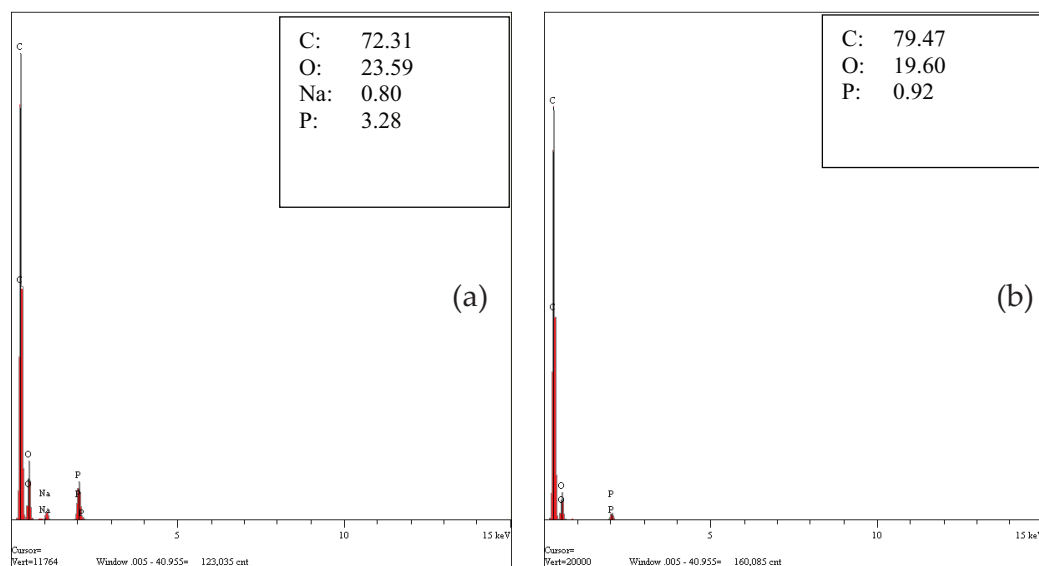 C: 72.31
O: 23.59
Na: 0.80
P: 3.28
(a)
C
C
O
O
Na
Na
P
P
P
5
10
15 keV
Cursor=
Vert=11764 Window .005 - 40.955= 123,035 cnt
C: 79.47
O: 19.60
P: 0.92
(b)
C
C
O
O
P
P
5
10
15 keV
Cursor=
Vert=20000 Window .005 - 40.955= 160,085 cnt